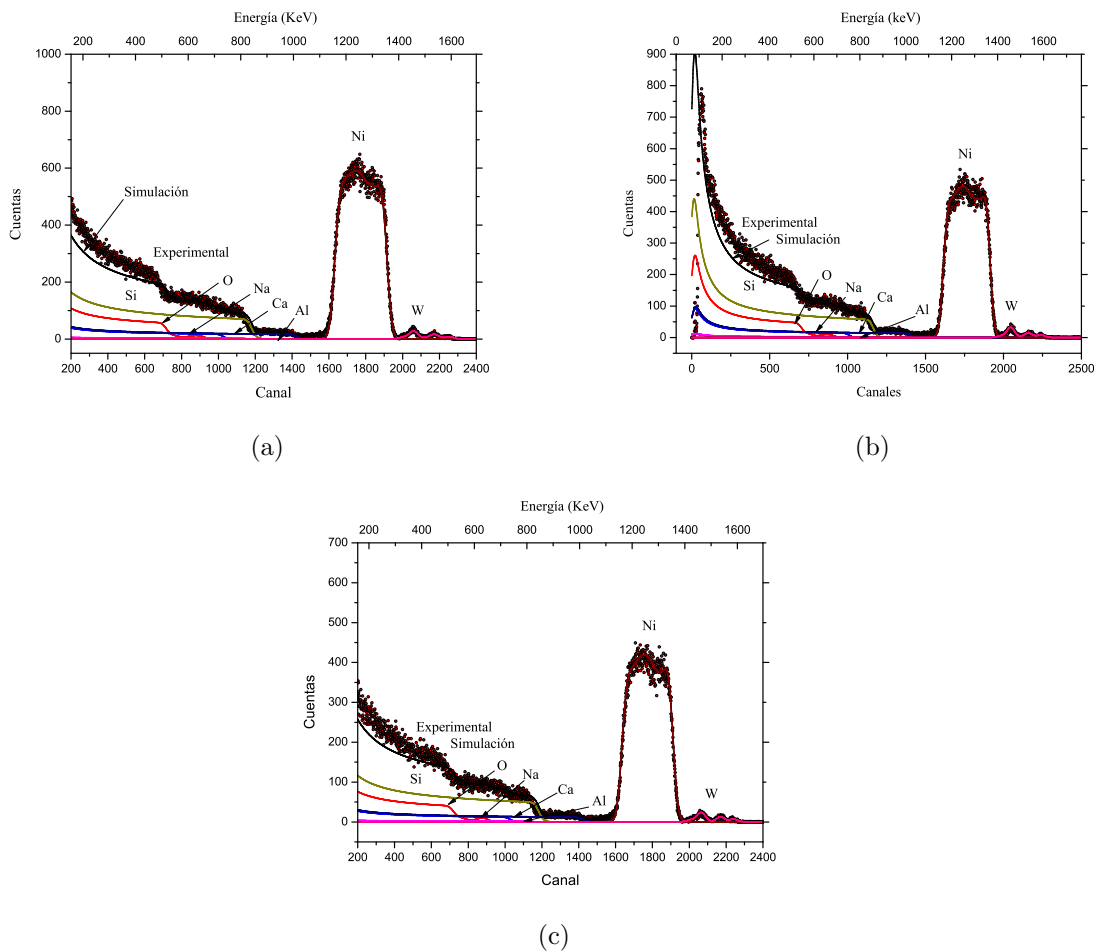 Energía (KeV)
200 400 600 800 1000 1200 1400 1600
1000
800
600
400
200
0
Cuentas
Ni
Simulación
Experimental
Si
O
Na
Ca
Al
W
200 400 600 800 1000 1200 1400 1600 1800 2000 2200 2400
Canal
(a)
Energía (keV)
0 200 400 600 800 1000 1200 1400 1600
900
800
700
600
500
400
300
200
100
0
Cuentas
Ni
Experimental
Simulación
Si
O
Na
Ca
Al
W
0 500 1000 1500 2000 2500
Canales
(b)
Energía (KeV)
200 400 600 800 1000 1200 1400 1600
700
600
500
400
300
200
100
0
Cuentas
Ni
Experimental
Simulación
Si
O
Na
Ca
Al
W
200 400 600 800 1000 1200 1400 1600 1800 2000 2200 2400
Canal
(c)